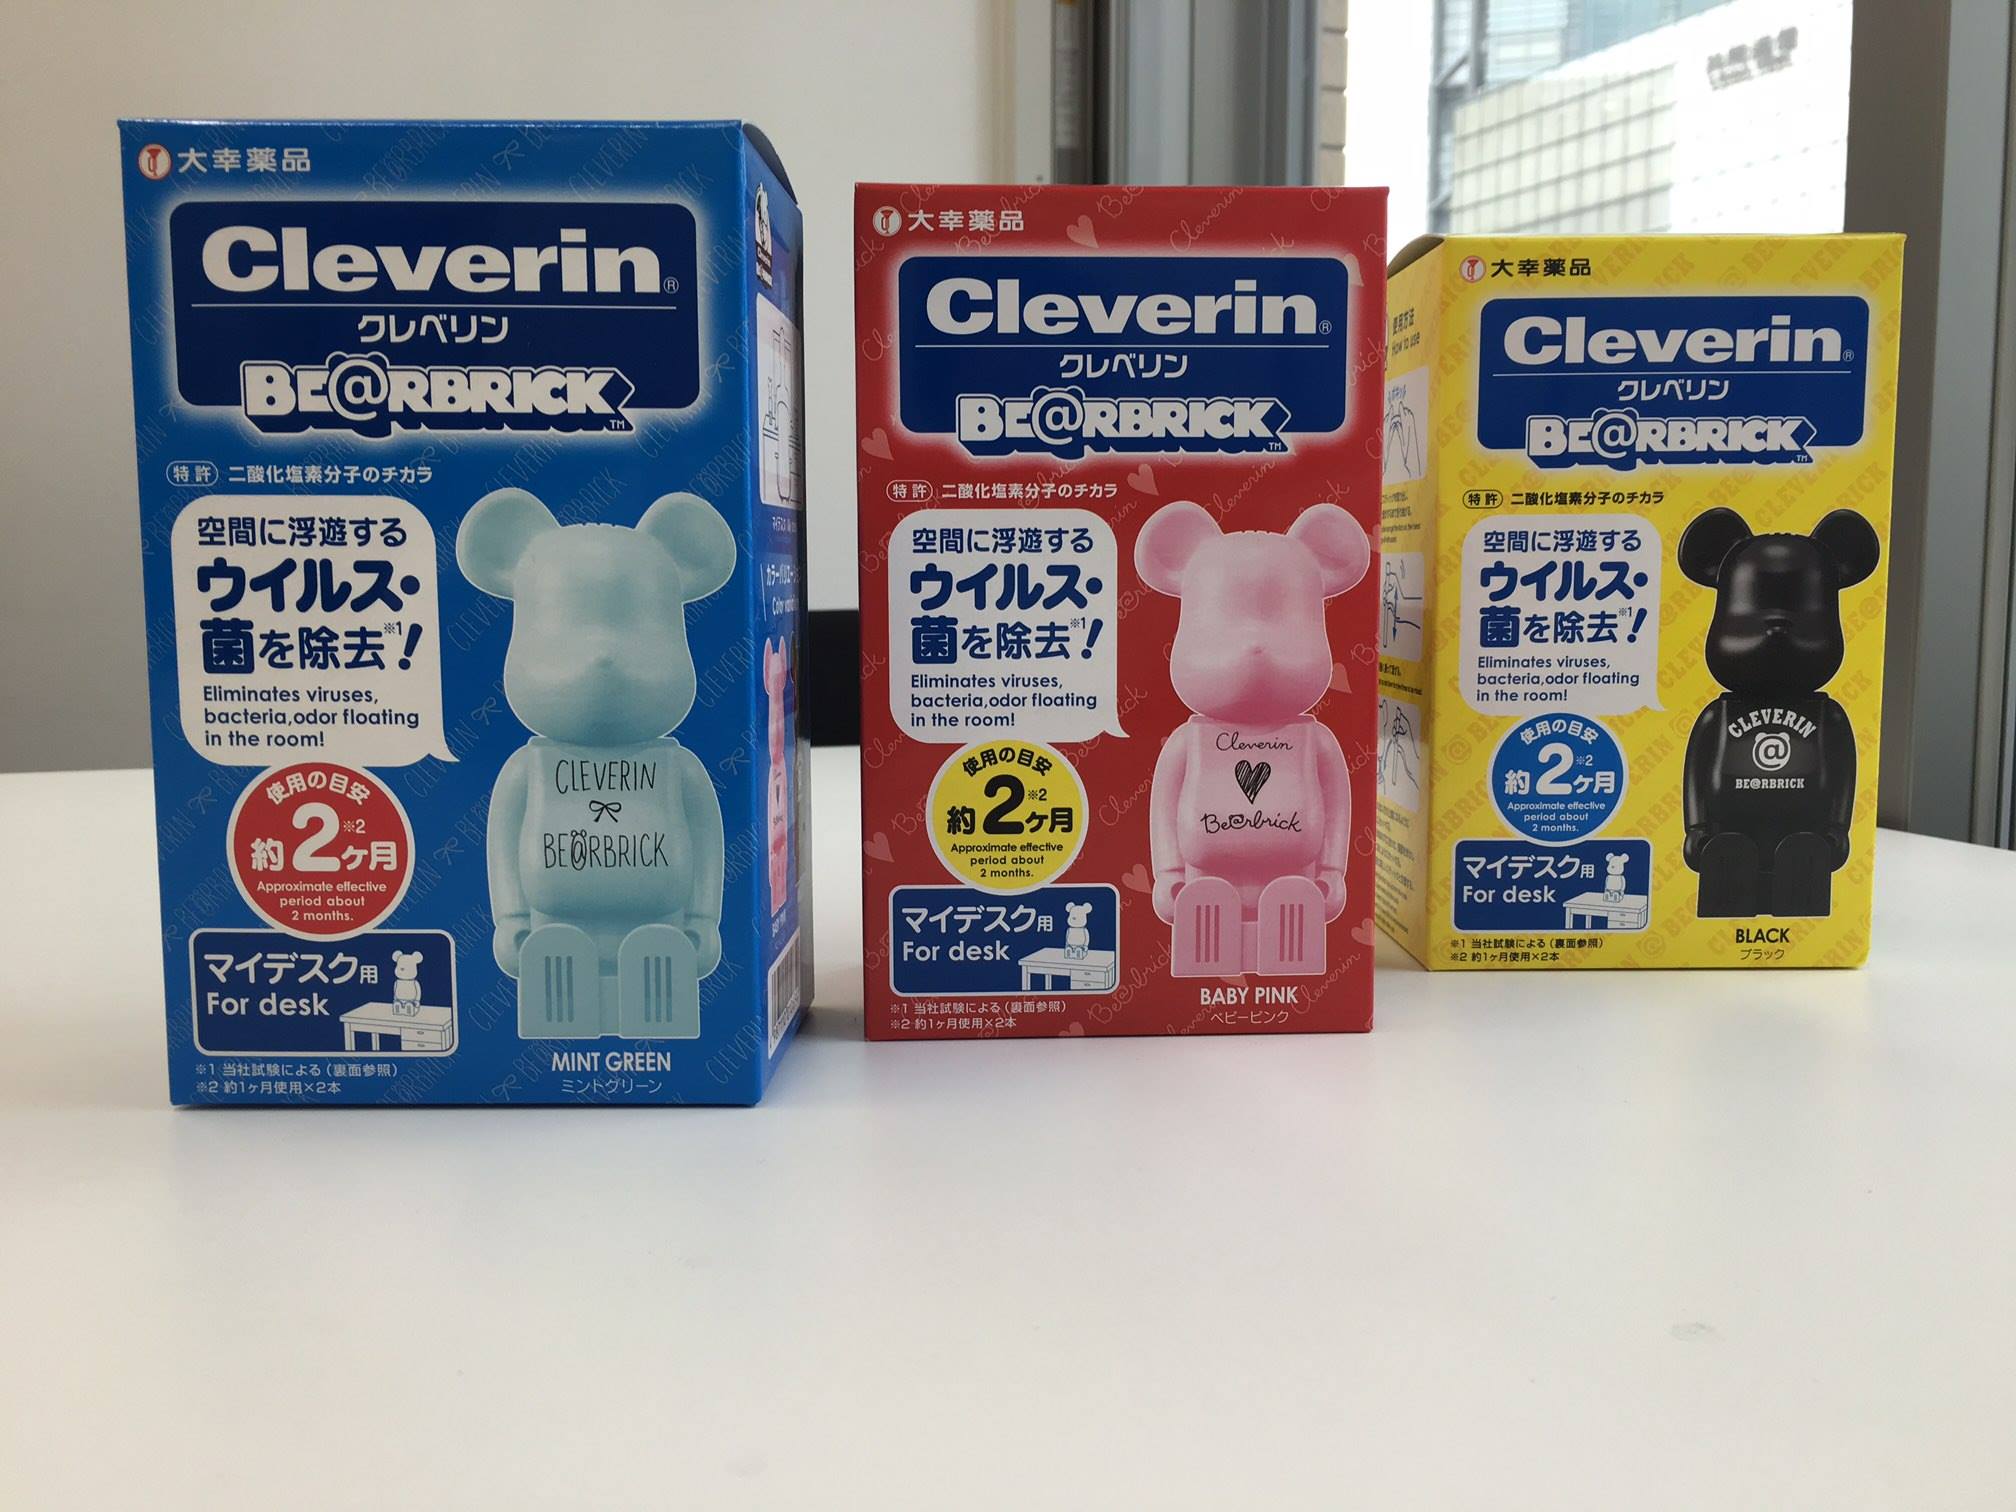 大幸薬品
Cleverin®
クレベリン
BE@RBRICK™
特許 二酸化塩素分子のチカラ
空間に浮遊する
ウイルス・
菌を除去※1！
Eliminates viruses,
bacteria,odor floating
in the room!
使用の目安
約2ヶ月※2
Approximate effective
period about
2 months.
マイデスク用
For desk
CLEVERIN
BE@RBRICK
MINT GREEN
ミントグリーン
※1 当社試験による（裏面参照）
※2 約1ヶ月使用×2本
大幸薬品
Cleverin®
クレベリン
BE@RBRICK™
特許 二酸化塩素分子のチカラ
空間に浮遊する
ウイルス・
菌を除去※1！
Eliminates viruses,
bacteria,odor floating
in the room!
使用の目安
約2ヶ月※2
Approximate effective
period about
2 months.
マイデスク用
For desk
Cleverin
Be@rbrick
BABY PINK
ベビーピンク
※1 当社試験による（裏面参照）
※2 約1ヶ月使用×2本
使用方法
How to use
大幸薬品
Cleverin®
クレベリン
BE@RBRICK™
特許 二酸化塩素分子のチカラ
空間に浮遊する
ウイルス・
菌を除去※1！
Eliminates viruses,
bacteria,odor floating
in the room!
使用の目安
約2ヶ月※2
Approximate effective
period about
2 months.
マイデスク用
For desk
CLEVERIN
@
BE@RBRICK
BLACK
ブラック
※1 当社試験による（裏面参照）
※2 約1ヶ月使用×2本